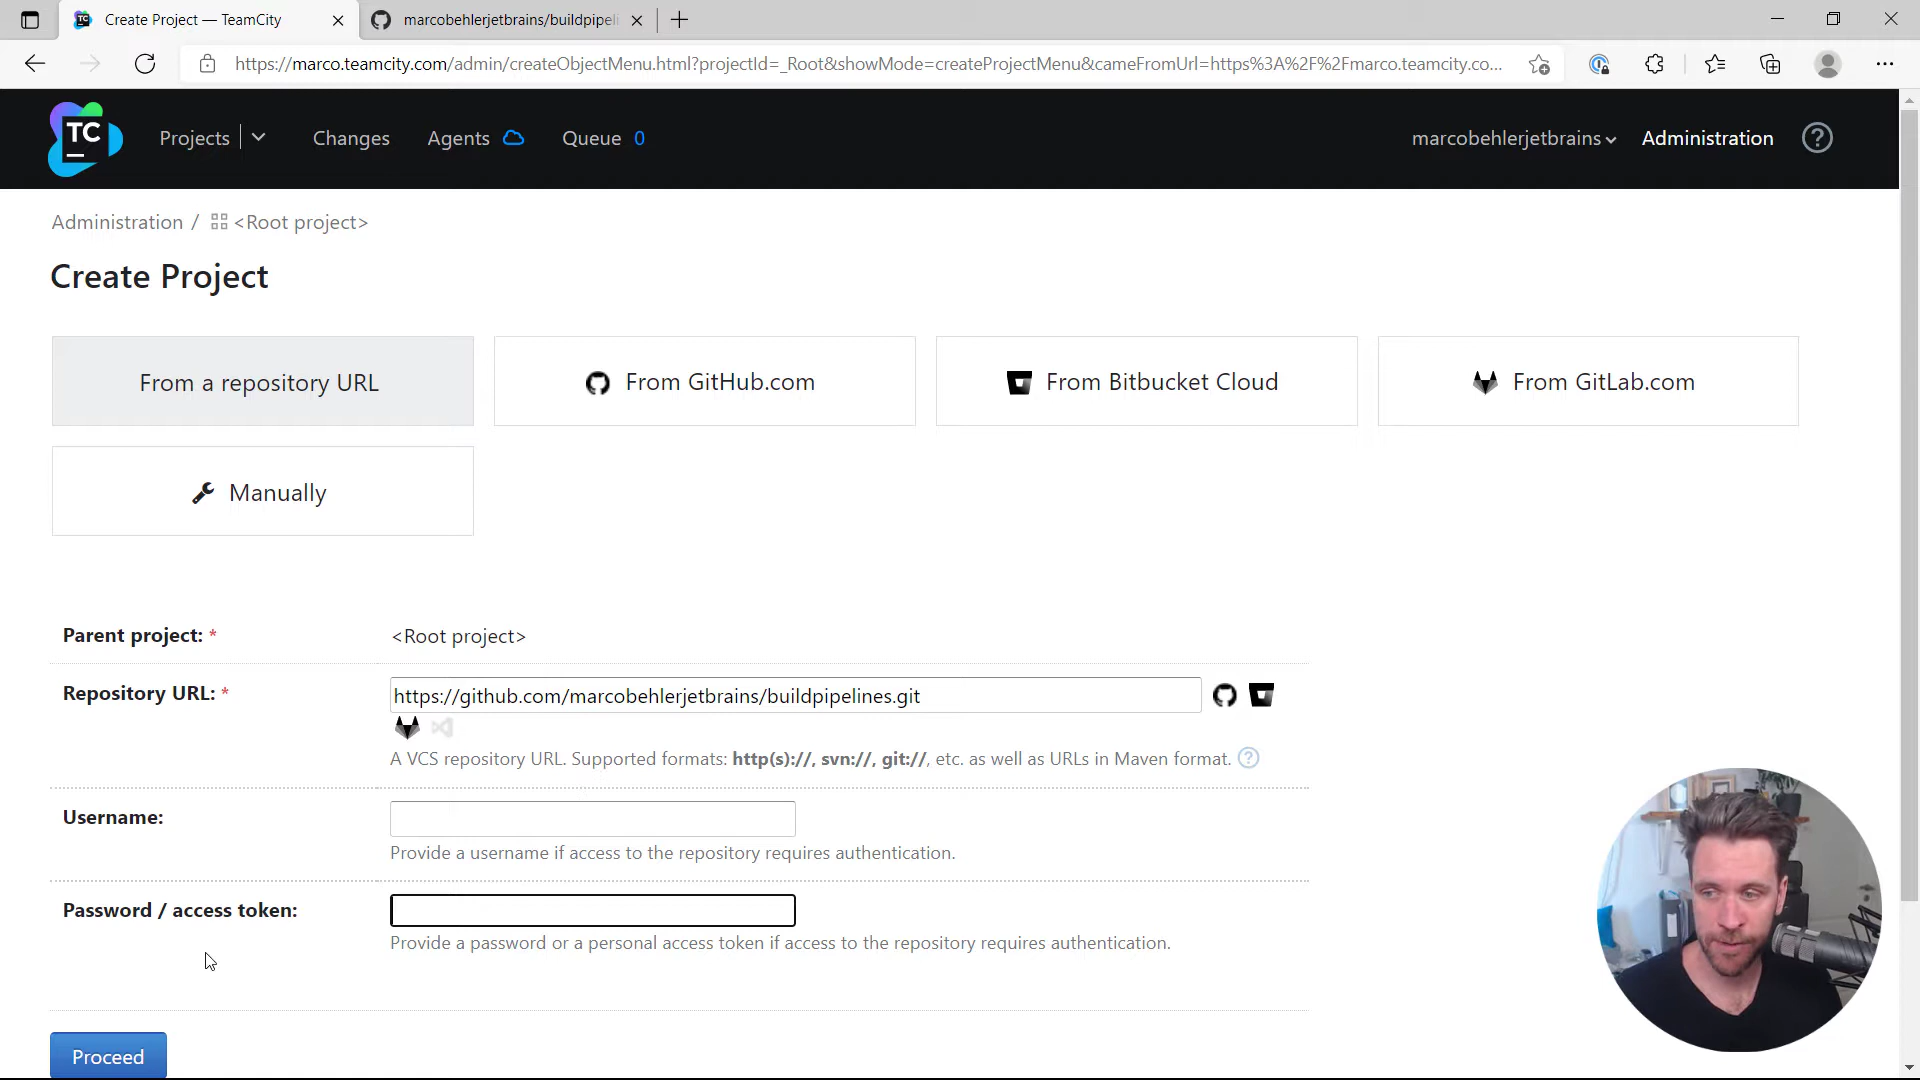 Create Project — TeamCity
marcobehlerjetbrains/buildpipeli
https://marco.teamcity.com/admin/createObjectMenu.html?projectId=_Root&showMode=createProjectMenu&cameFromUrl=https%3A%2F%2Fmarco.teamcity.co...
TC
Projects
Changes
Agents
Queue 0
marcobehlerjetbrains
Administration
?
Administration / <Root project>
Create Project
From a repository URL
From GitHub.com
From Bitbucket Cloud
From GitLab.com
Manually
Parent project: *
<Root project>
Repository URL: *
https://github.com/marcobehlerjetbrains/buildpipelines.git
A VCS repository URL. Supported formats: http(s)://, svn://, git://, etc. as well as URLs in Maven format. ?
Username:
Provide a username if access to the repository requires authentication.
Password / access token:
Provide a password or a personal access token if access to the repository requires authentication.
Proceed